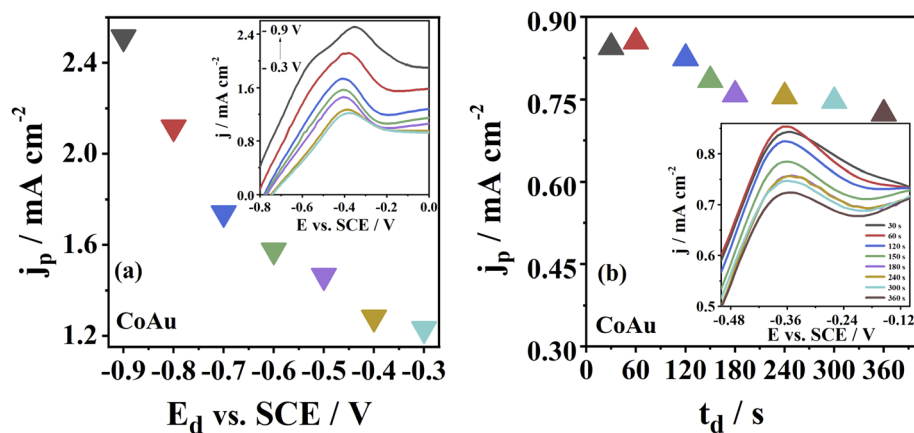 (a)
CoAu
j_p / mA cm⁻²
2.4
2.0
1.6
1.2
-0.9 -0.8 -0.7 -0.6 -0.5 -0.4 -0.3
E_d vs. SCE / V
- 0.9 V
- 0.3 V
j / mA cm⁻²
2.4
1.8
1.2
0.6
0.0
-0.8 -0.6 -0.4 -0.2 0.0
E vs. SCE / V
(b)
CoAu
j_p / mA cm⁻²
0.90
0.75
0.60
0.45
0.30
0 60 120 180 240 300 360
t_d / s
j / mA cm⁻²
0.8
0.7
0.6
0.5
-0.48 -0.36 -0.24 -0.12
E vs. SCE / V
30 s
60 s
120 s
150 s
180 s
240 s
300 s
360 s